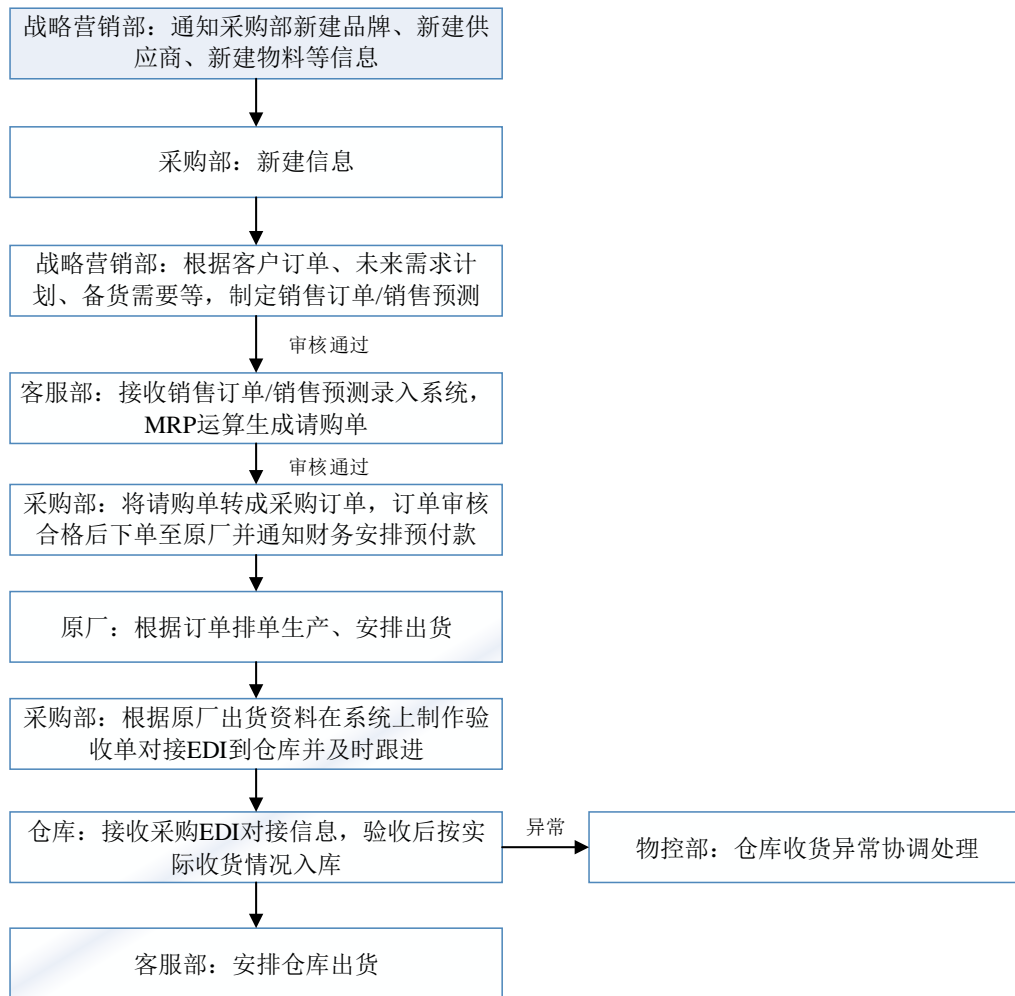 战略营销部：通知采购部新建品牌、新建供
应商、新建物料等信息
采购部：新建信息
战略营销部：根据客户订单、未来需求计
划、备货需要等，制定销售订单/销售预测
审核通过
客服部：接收销售订单/销售预测录入系统，
MRP运算生成请购单
审核通过
采购部：将请购单转成采购订单，订单审核
合格后下单至原厂并通知财务安排预付款
原厂：根据订单排单生产、安排出货
采购部：根据原厂出货资料在系统上制作验
收单对接EDI到仓库并及时跟进
仓库：接收采购EDI对接信息，验收后按实
际收货情况入库
异常
物控部：仓库收货异常协调处理
客服部：安排仓库出货